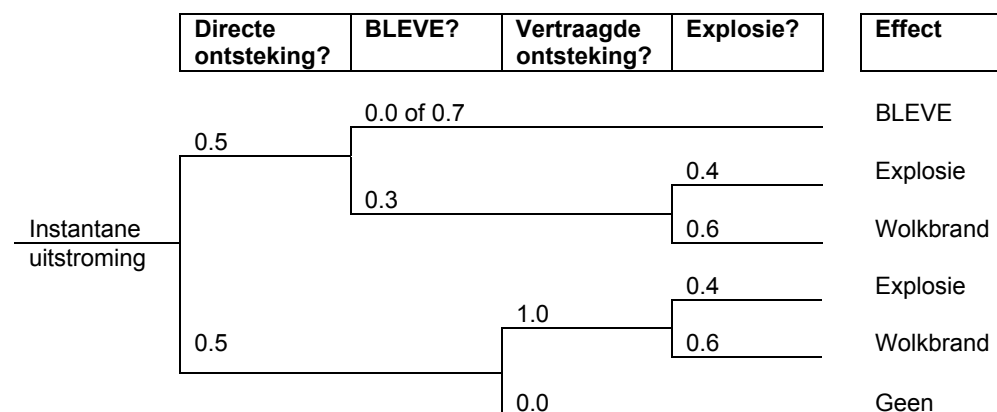 Directe ontsteking? BLEVE? Vertraagde ontsteking? Explosie? Effect
0.0 of 0.7 BLEVE
0.5
0.4 Explosie
0.3
Instantane uitstroming
0.6 Wolkbrand
0.4 Explosie
1.0
0.5
0.6 Wolkbrand
0.0 Geen